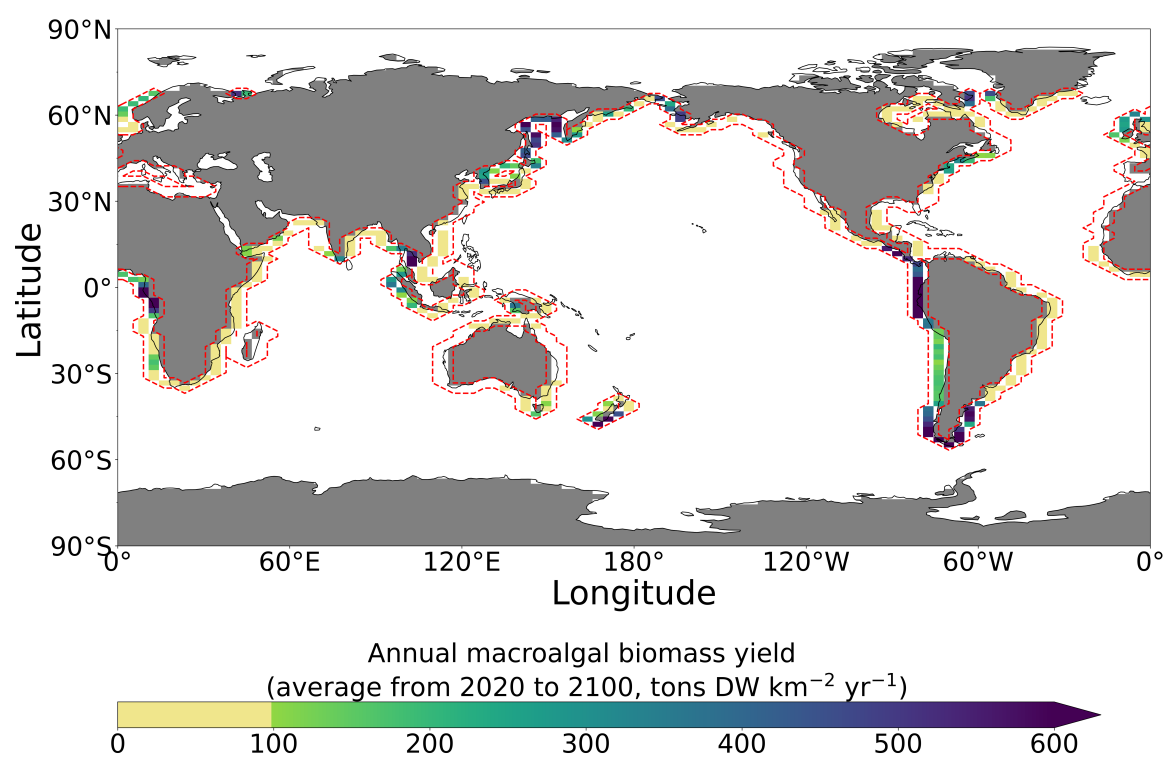 90°N
60°N
30°N
0°
30°S
60°S
90°S
Latitude
0° 60°E 120°E 180° 120°W 60°W 0°
Longitude
Annual macroalgal biomass yield
(average from 2020 to 2100, tons DW km⁻² yr⁻¹)
0 100 200 300 400 500 600